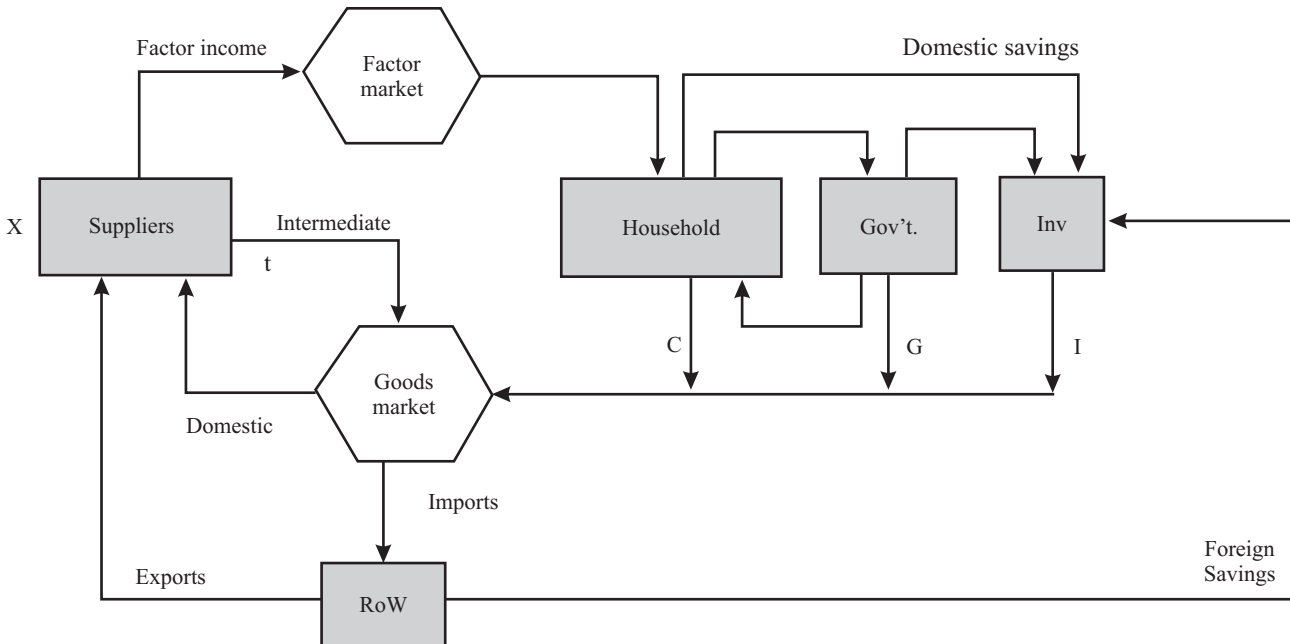 Factor income
Factor
market
Domestic savings
X
Suppliers
Intermediate
t
Household
Gov't.
Inv
C
G
I
Goods
market
Domestic
Imports
Exports
RoW
Foreign
Savings